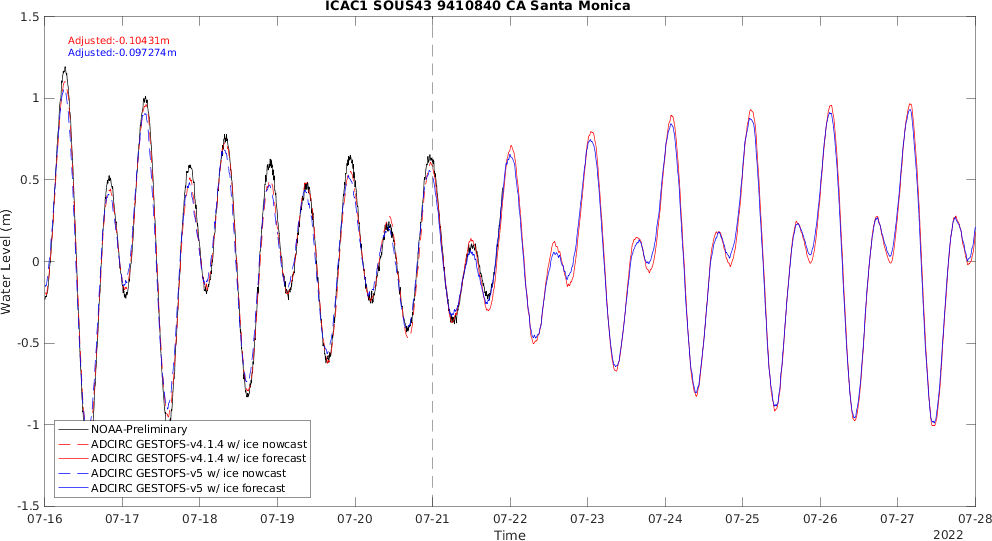 ICAC1 SOUS43 9410840 CA Santa Monica
1.5
Adjusted:-0.10431m
Adjusted:-0.097274m
1
0.5
0
-0.5
-1
-1.5
Water Level (m)
NOAA-Preliminary
ADCIRC GESTOFS-v4.1.4 w/ ice nowcast
ADCIRC GESTOFS-v4.1.4 w/ ice forecast
ADCIRC GESTOFS-v5 w/ ice nowcast
ADCIRC GESTOFS-v5 w/ ice forecast
07-16 07-17 07-18 07-19 07-20 07-21 07-22 07-23 07-24 07-25 07-26 07-27 07-28
Time
2022